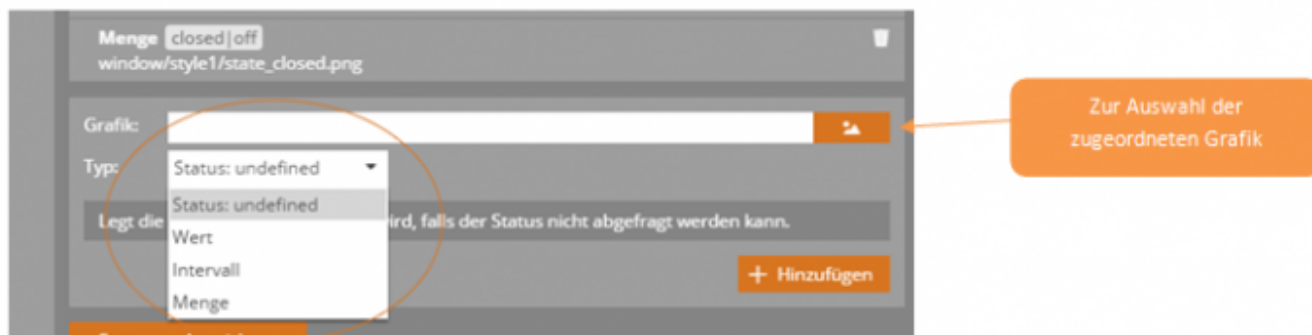 Menge closed|off
window/style1/state_closed.png
Grafik:
Zur Auswahl der
zugeordneten Grafik
Typ: Status: undefined
Status: undefined
Legt die ird, falls der Status nicht abgefragt werden kann.
Wert
Intervall
+ Hinzufügen
Menge